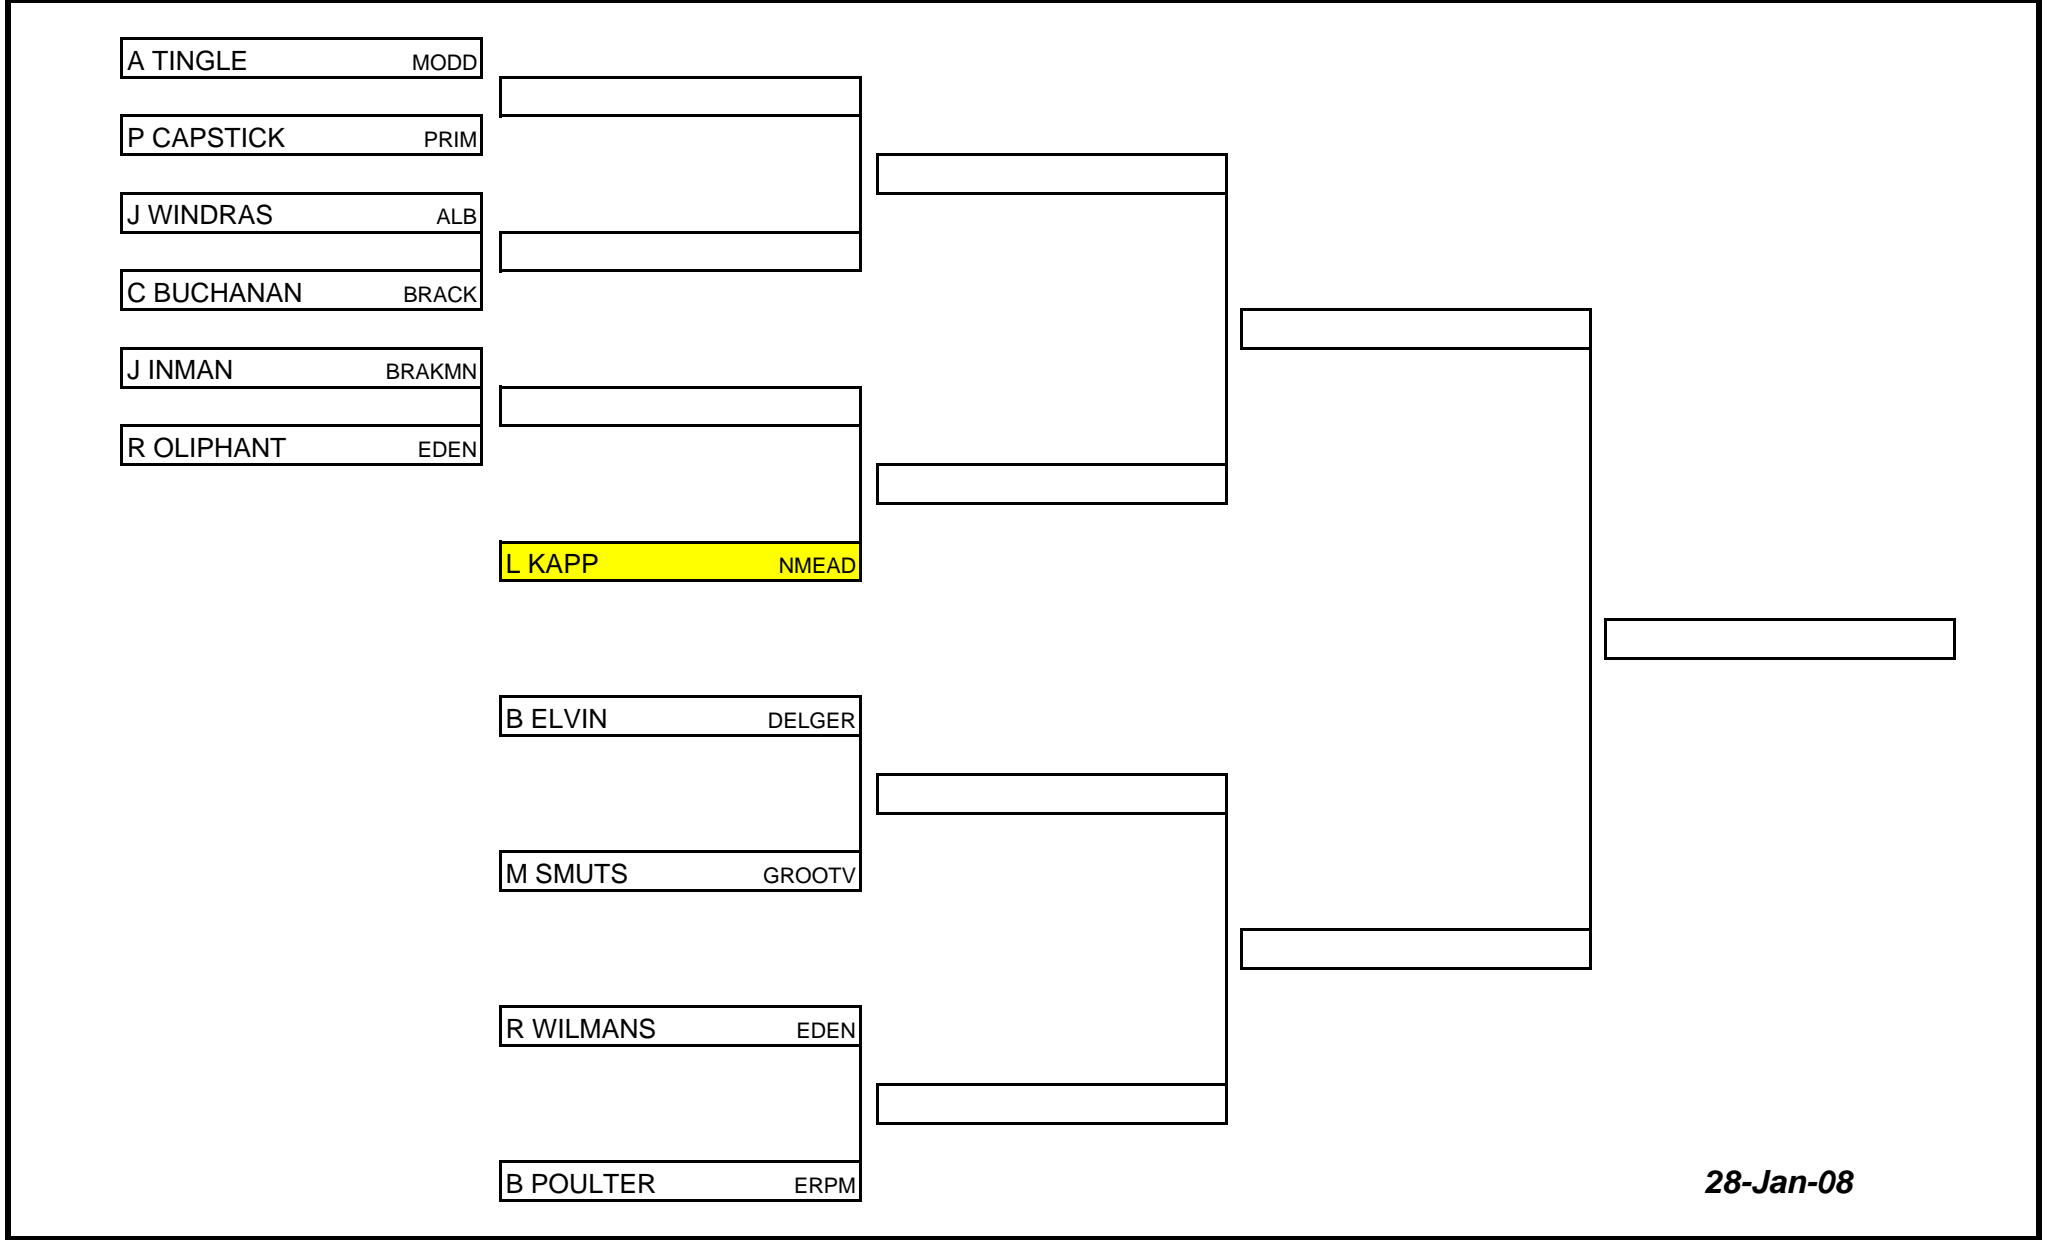 A TINGLE MODD
P CAPSTICK PRIM
J WINDRAS ALB
C BUCHANAN BRACK
J INMAN BRAKMN
R OLIPHANT EDEN
L KAPP NMEAD
B ELVIN DELGER
M SMUTS GROOTV
R WILMANS EDEN
B POULTER ERPM
28-Jan-08